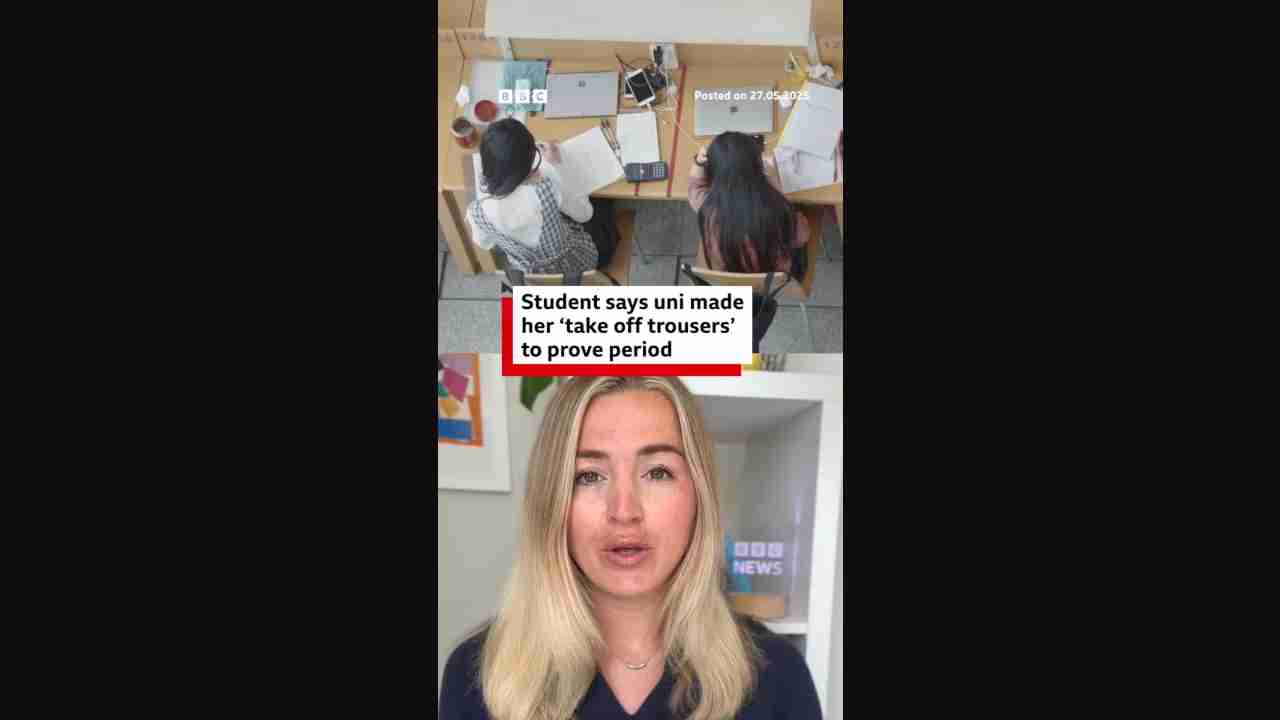 BBC
Posted on 27.05.2025
Student says uni made
her ‘take off trousers’
to prove period
BBC
NEWS